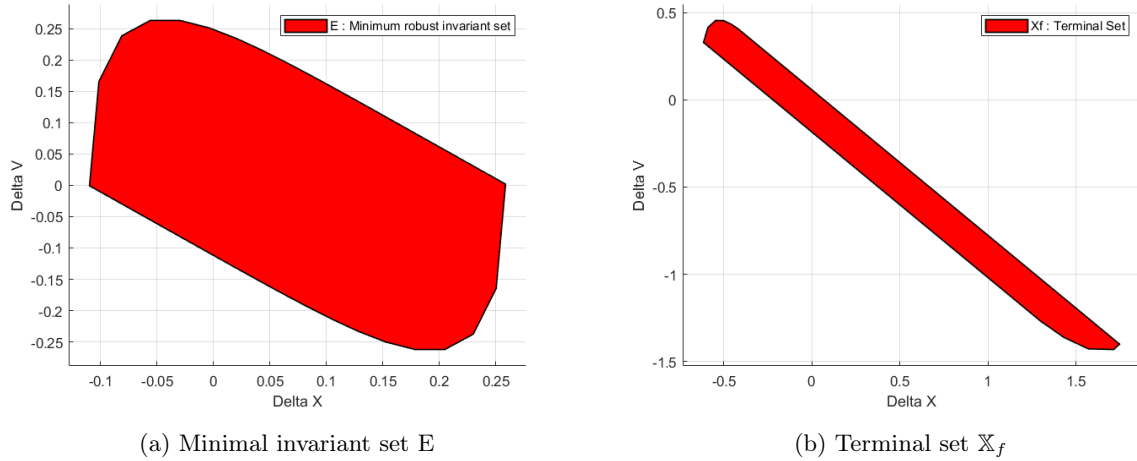 E : Minimum robust invariant set
0.25
0.2
0.15
0.1
0.05
0
-0.05
-0.1
-0.15
-0.2
-0.25
Delta V
-0.1 -0.05 0 0.05 0.1 0.15 0.2 0.25
Delta X
(a) Minimal invariant set E
Xf : Terminal Set
0.5
0
-0.5
-1
-1.5
Delta V
-0.5 0 0.5 1 1.5
Delta X
(b) Terminal set 𝕏f